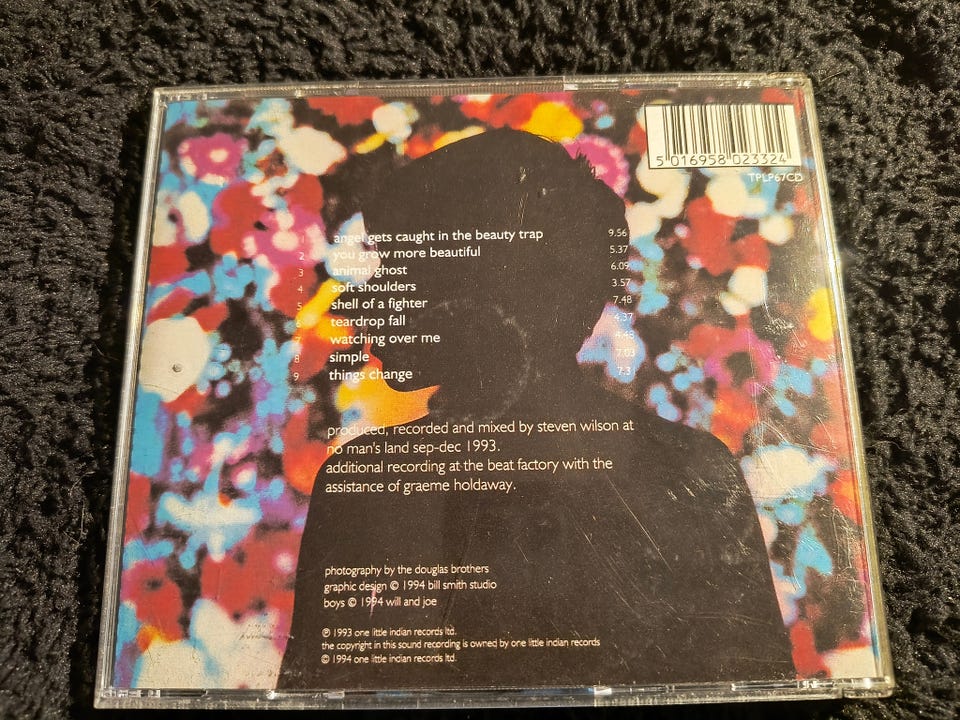 5 016958 023324
TPLP67CD
1 angel gets caught in the beauty trap 9.56
2 you grow more beautiful 5.37
3 animal ghost 6.09
4 soft shoulders 3.57
5 shell of a fighter 7.48
6 teardrop fall 4.37
7 watching over me
8 simple 7.03
9 things change 7.31
produced, recorded and mixed by steven wilson at
no man's land sep-dec 1993.
additional recording at the beat factory with the
assistance of graeme holdaway.
photography by the douglas brothers
graphic design © 1994 bill smith studio
boys © 1994 will and joe
℗ 1993 one little indian records ltd.
the copyright in this sound recording is owned by one little indian records
© 1994 one little indian records ltd.